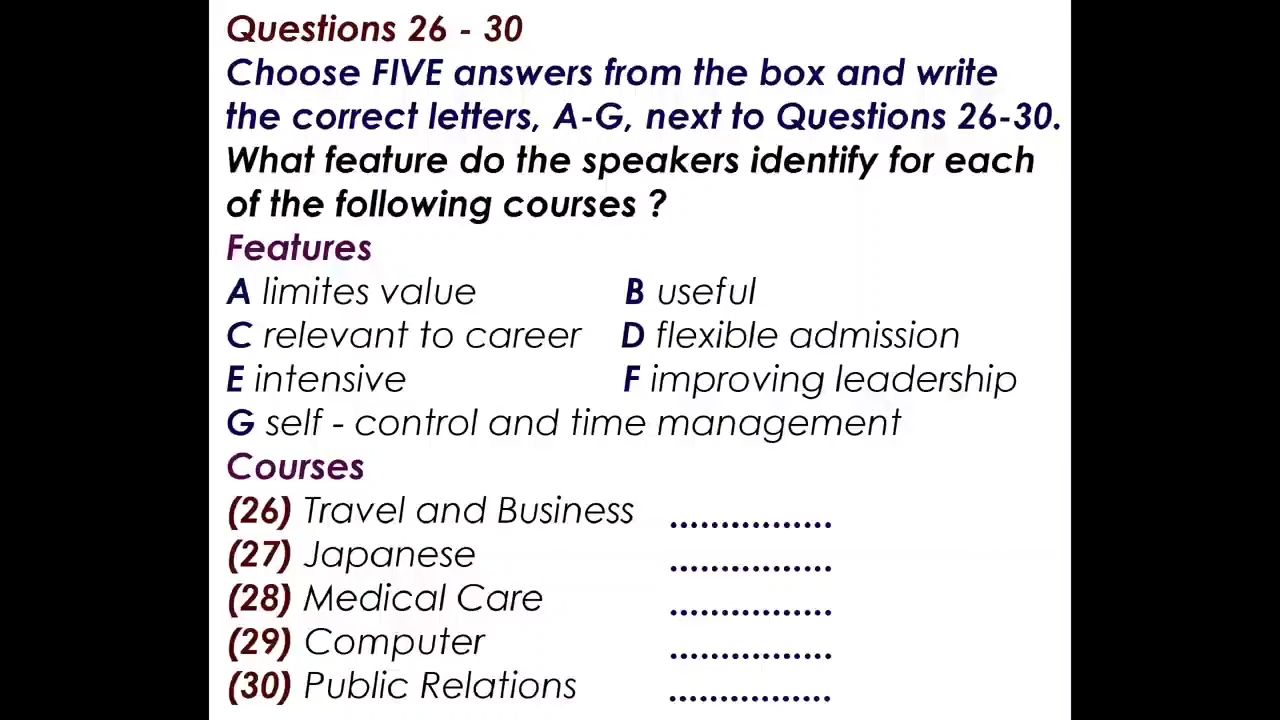 Questions 26 - 30
Choose FIVE answers from the box and write
the correct letters, A-G, next to Questions 26-30.
What feature do the speakers identify for each
of the following courses ?
Features
A limites value B useful
C relevant to career D flexible admission
E intensive F improving leadership
G self - control and time management
Courses
(26) Travel and Business ................
(27) Japanese ................
(28) Medical Care ................
(29) Computer ................
(30) Public Relations ................